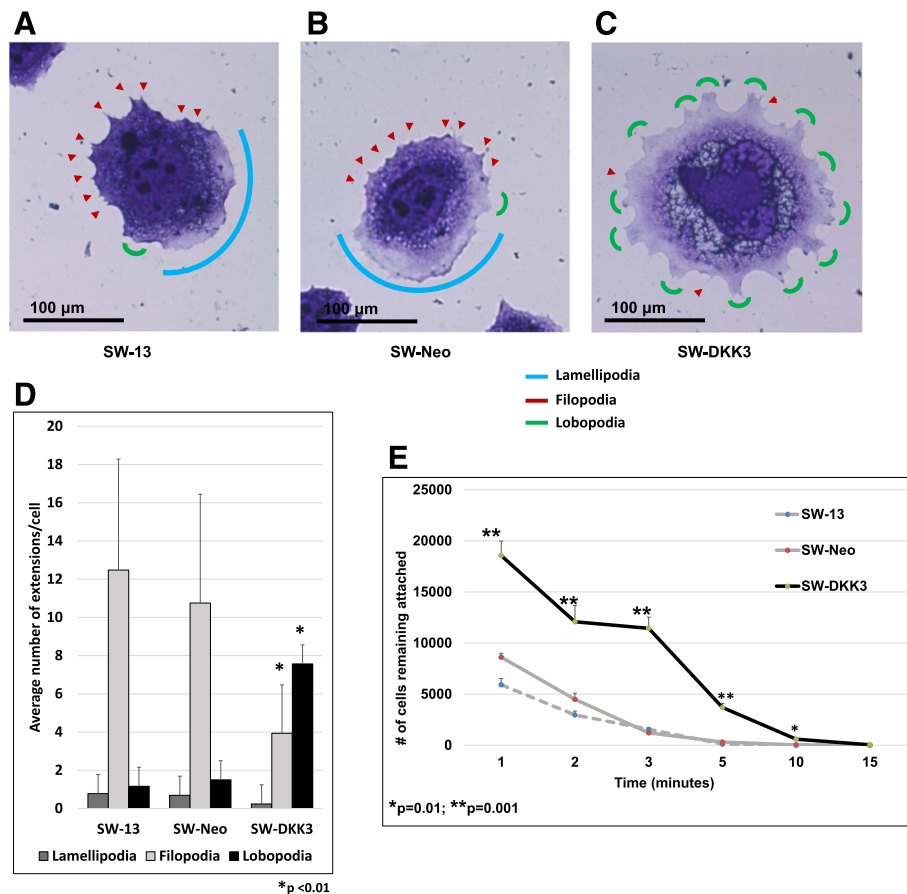 A
B
C
100 µm
100 µm
100 µm
SW-13
SW-Neo
SW-DKK3
Lamellipodia
Filopodia
Lobopodia
D
Average number of extensions/cell
20
18
16
14
12
10
8
6
4
2
0
*
*
SW-13
SW-Neo
SW-DKK3
Lamellipodia
Filopodia
Lobopodia
*p <0.01
E
# of cells remaining attached
25000
20000
15000
10000
5000
0
**
**
**
**
*
SW-13
SW-Neo
SW-DKK3
1
2
3
5
10
15
Time (minutes)
*p=0.01; **p=0.001